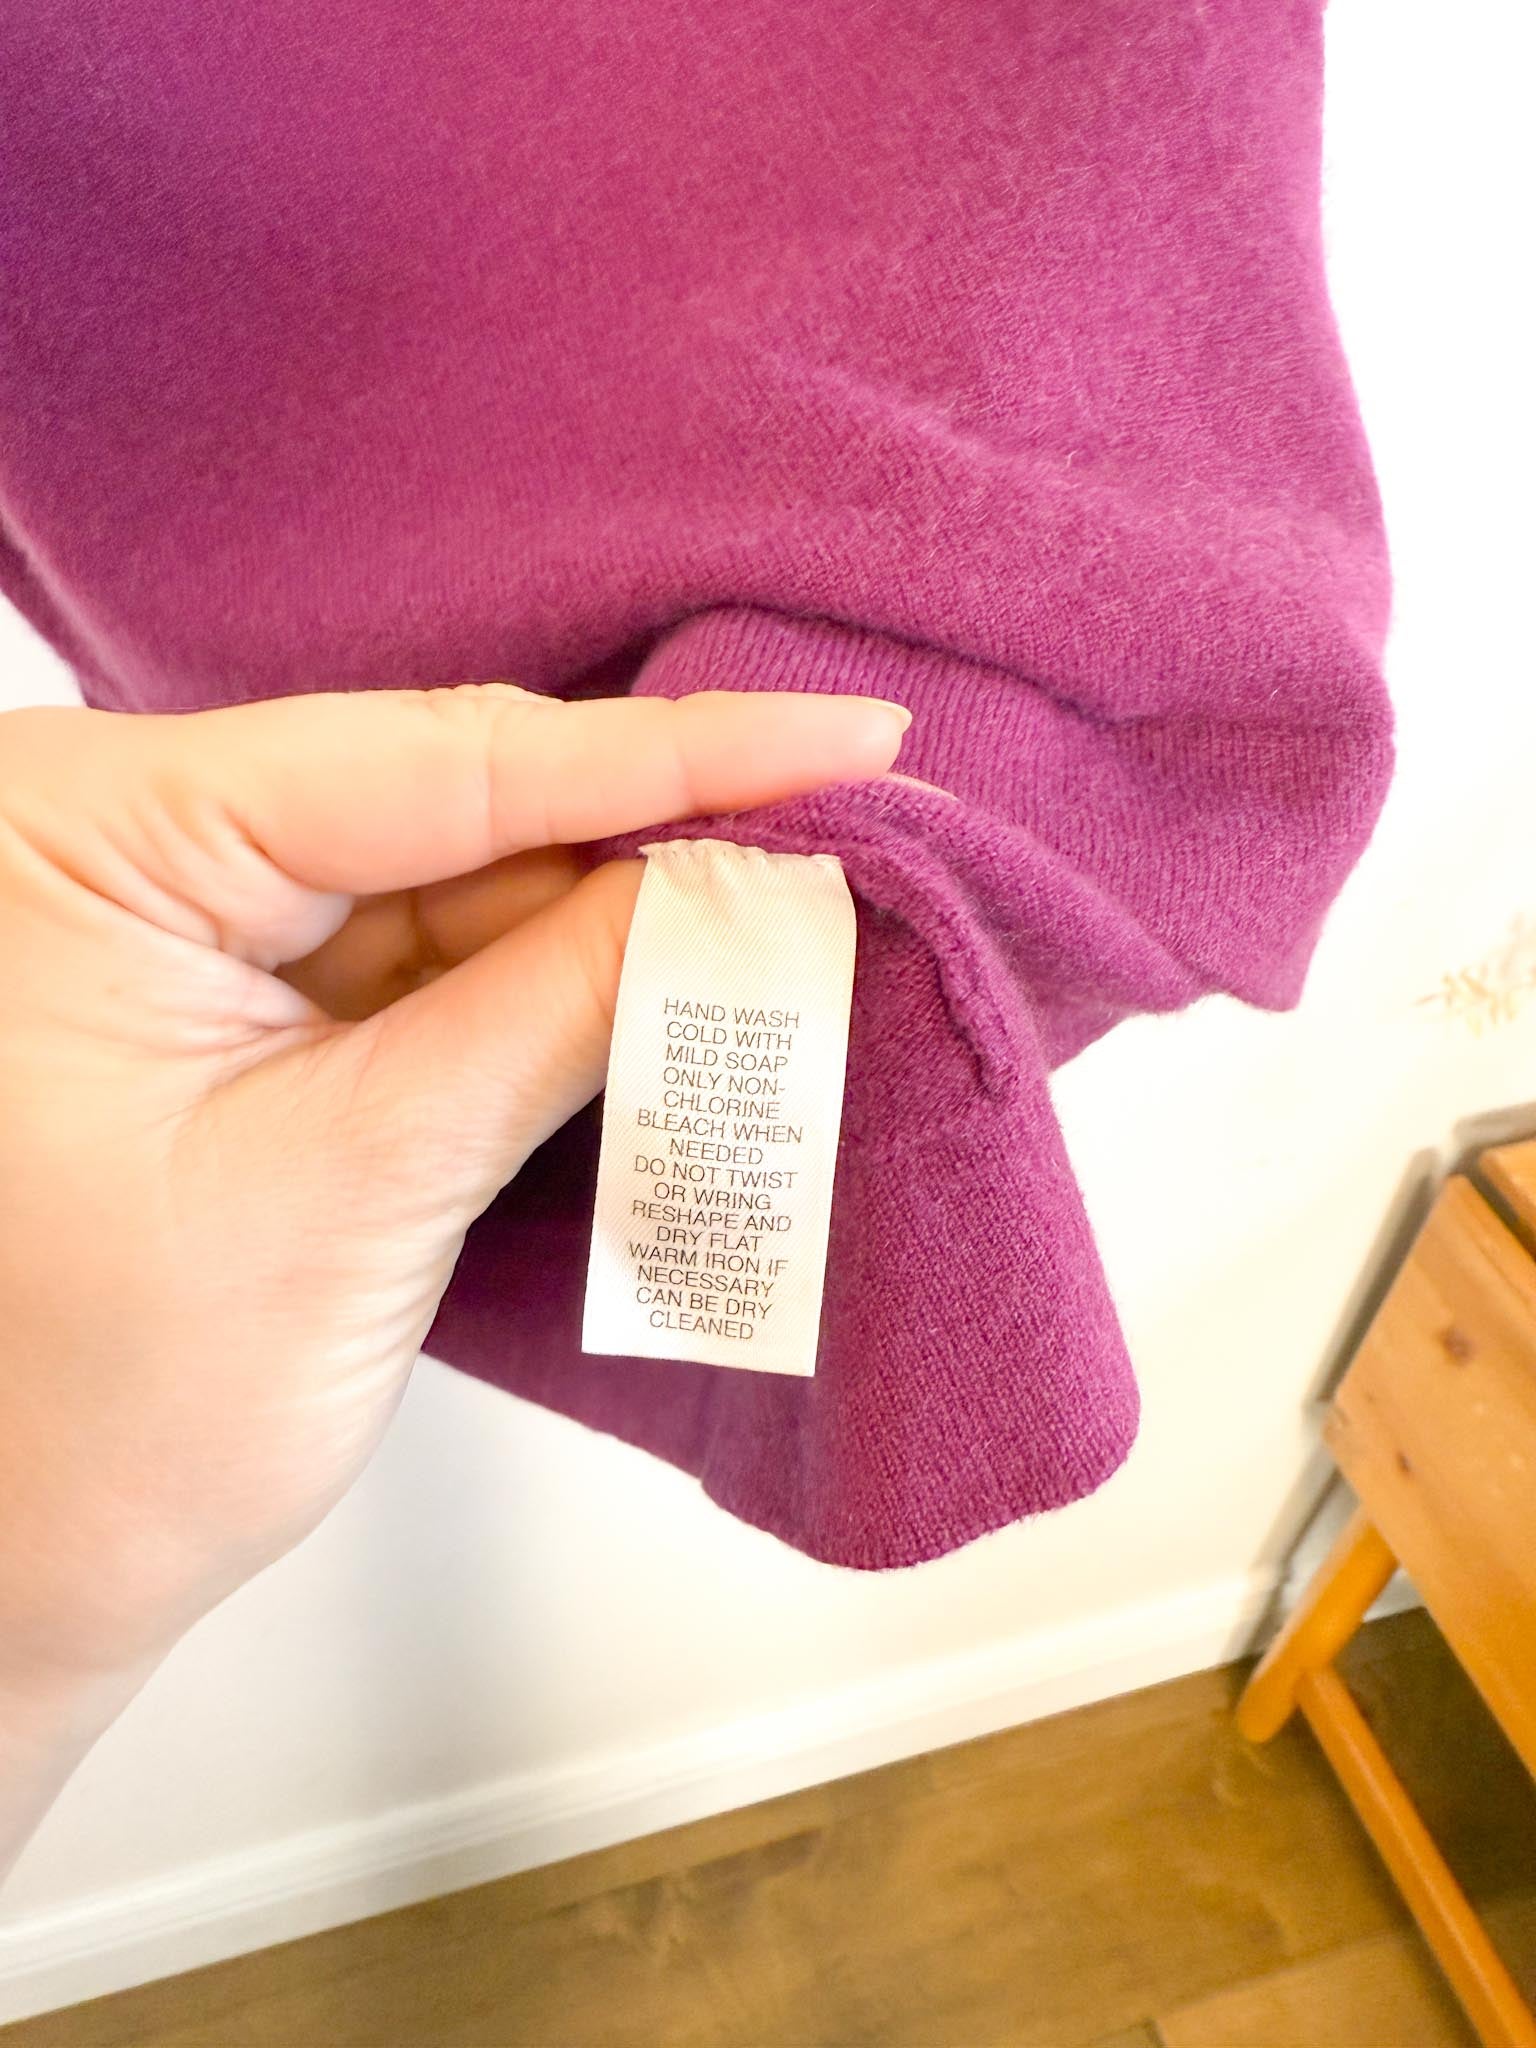 HAND WASH
COLD WITH
MILD SOAP
ONLY NON-
CHLORINE
BLEACH WHEN
NEEDED
DO NOT TWIST
OR WRING
RESHAPE AND
DRY FLAT
WARM IRON IF
NECESSARY
CAN BE DRY
CLEANED